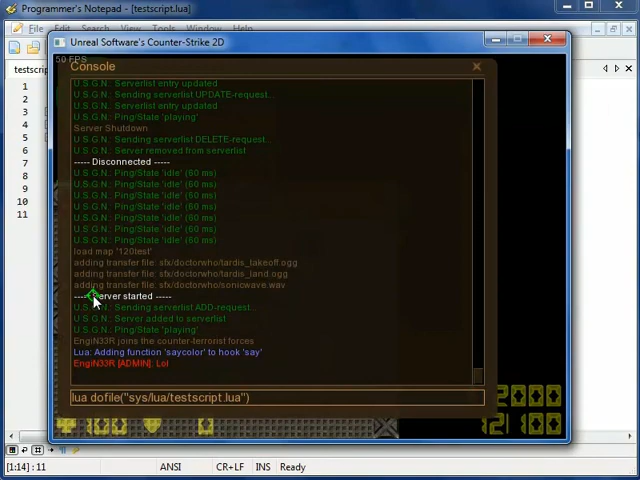 Programmer's Notepad - [testscript.lua]
File Edit Search View Tools Window Help
Unreal Software's Counter-Strike 2D
50 FPS
Console
testscrip
U.S.G.N.: Serverlist entry updated
U.S.G.N.: Sending serverlist UPDATE-request...
U.S.G.N.: Serverlist entry updated
U.S.G.N.: Ping/State 'playing'
Server Shutdown
U.S.G.N.: Sending serverlist DELETE-request...
U.S.G.N.: Server removed from serverlist
----- Disconnected -----
U.S.G.N.: Ping/State 'idle' (60 ms)
U.S.G.N.: Ping/State 'idle' (60 ms)
U.S.G.N.: Ping/State 'idle' (60 ms)
U.S.G.N.: Ping/State 'idle' (60 ms)
U.S.G.N.: Ping/State 'idle' (60 ms)
U.S.G.N.: Ping/State 'idle' (60 ms)
U.S.G.N.: Ping/State 'idle' (60 ms)
load map '120test'
adding transfer file: sfx/doctorwho/tardis_takeoff.ogg
adding transfer file: sfx/doctorwho/tardis_land.ogg
adding transfer file: sfx/doctorwho/sonicwave.wav
----- Server started -----
U.S.G.N.: Sending serverlist ADD-request...
U.S.G.N.: Server added to serverlist
U.S.G.N.: Ping/State 'playing'
EngiN33R joins the counter-terrorist forces
Lua: Adding function 'saycolor' to hook 'say'
EngiN33R [ADMIN]: Lol
lua dofile("sys/lua/testscript.lua")
1
2
3
4
5
6
7
8
9
10
11
[1:14] : 11 ANSI CR+LF INS Ready